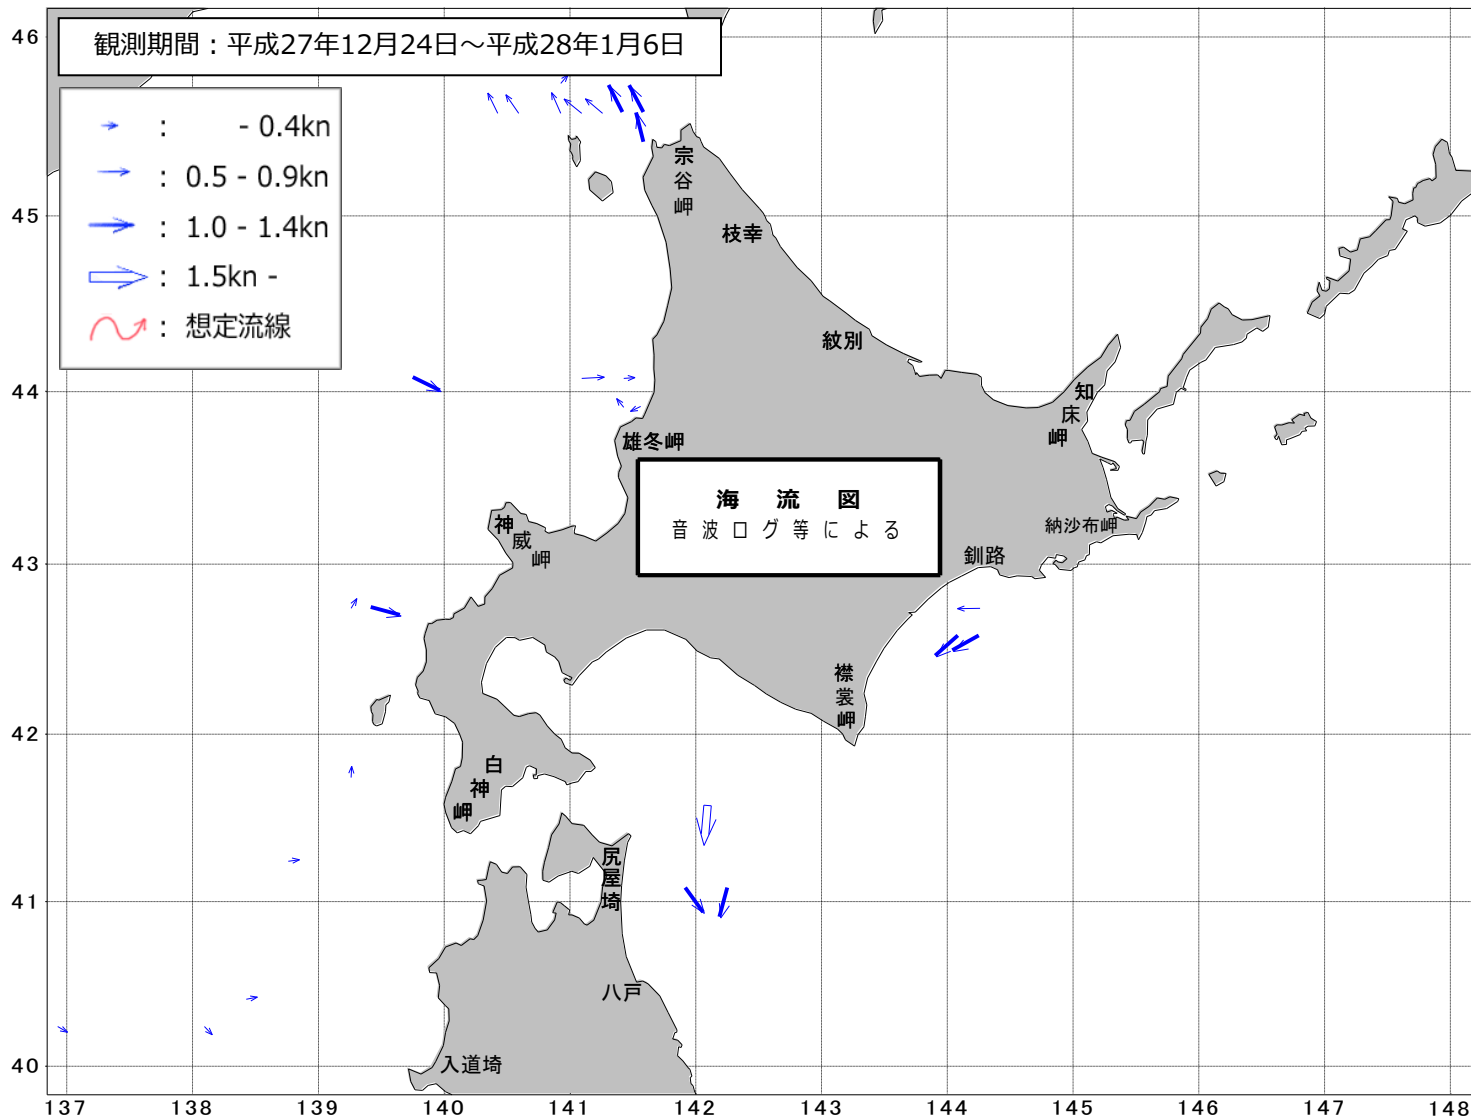 観測期間：平成27年12月24日～平成28年1月6日
： - 0.4kn
： 0.5 - 0.9kn
： 1.0 - 1.4kn
： 1.5kn -
： 想定流線
宗谷岬
枝幸
紋別
知床岬
雄冬岬
海流図
音波ログ等による
神威岬
納沙布岬
釧路
襟裳岬
白神岬
尻屋埼
八戸
入道埼
46
45
44
43
42
41
40
137 138 139 140 141 142 143 144 145 146 147 148